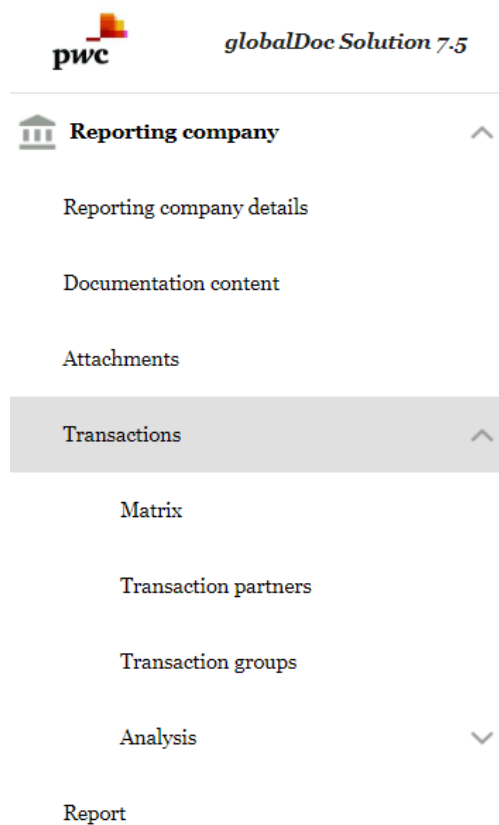 pwc
globalDoc Solution 7.5
Reporting company
Reporting company details
Documentation content
Attachments
Transactions
Matrix
Transaction partners
Transaction groups
Analysis
Report